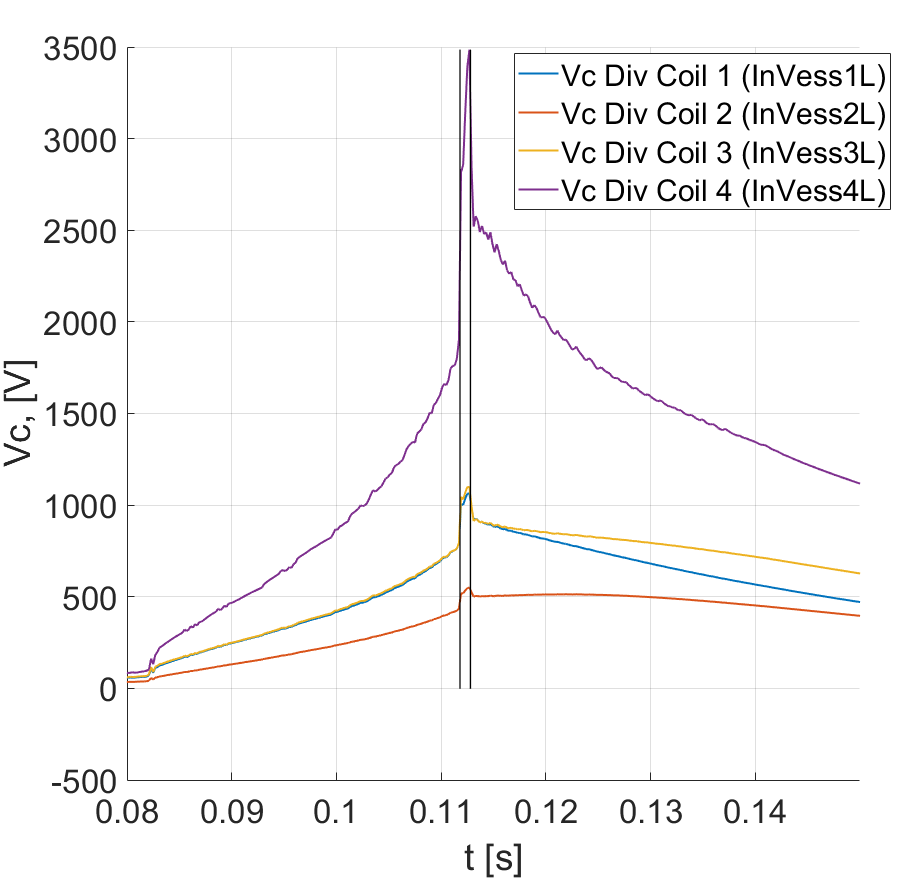 3500
3000
2500
2000
1500
1000
500
0
-500
Vc, [V]
Vc Div Coil 1 (InVess1L)
Vc Div Coil 2 (InVess2L)
Vc Div Coil 3 (InVess3L)
Vc Div Coil 4 (InVess4L)
0.08 0.09 0.1 0.11 0.12 0.13 0.14
t [s]